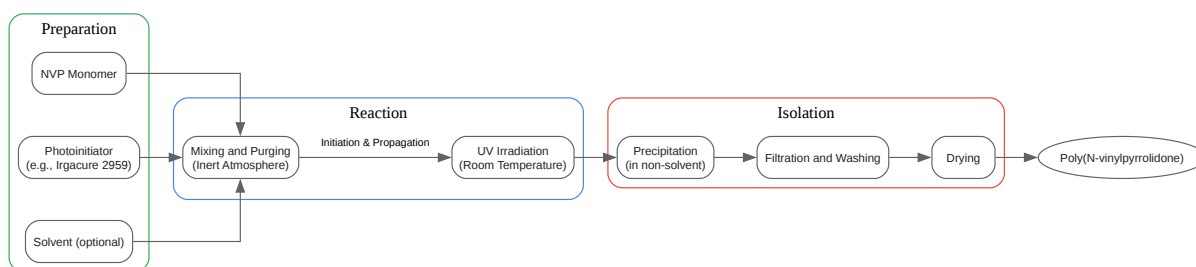 Preparation
NVP Monomer
Photoinitiator
(e.g., Irgacure 2959)
Solvent (optional)
Reaction
Mixing and Purging
(Inert Atmosphere)
Initiation & Propagation
UV Irradiation
(Room Temperature)
Isolation
Precipitation
(in non-solvent)
Filtration and Washing
Drying
Poly(N-vinylpyrrolidone)